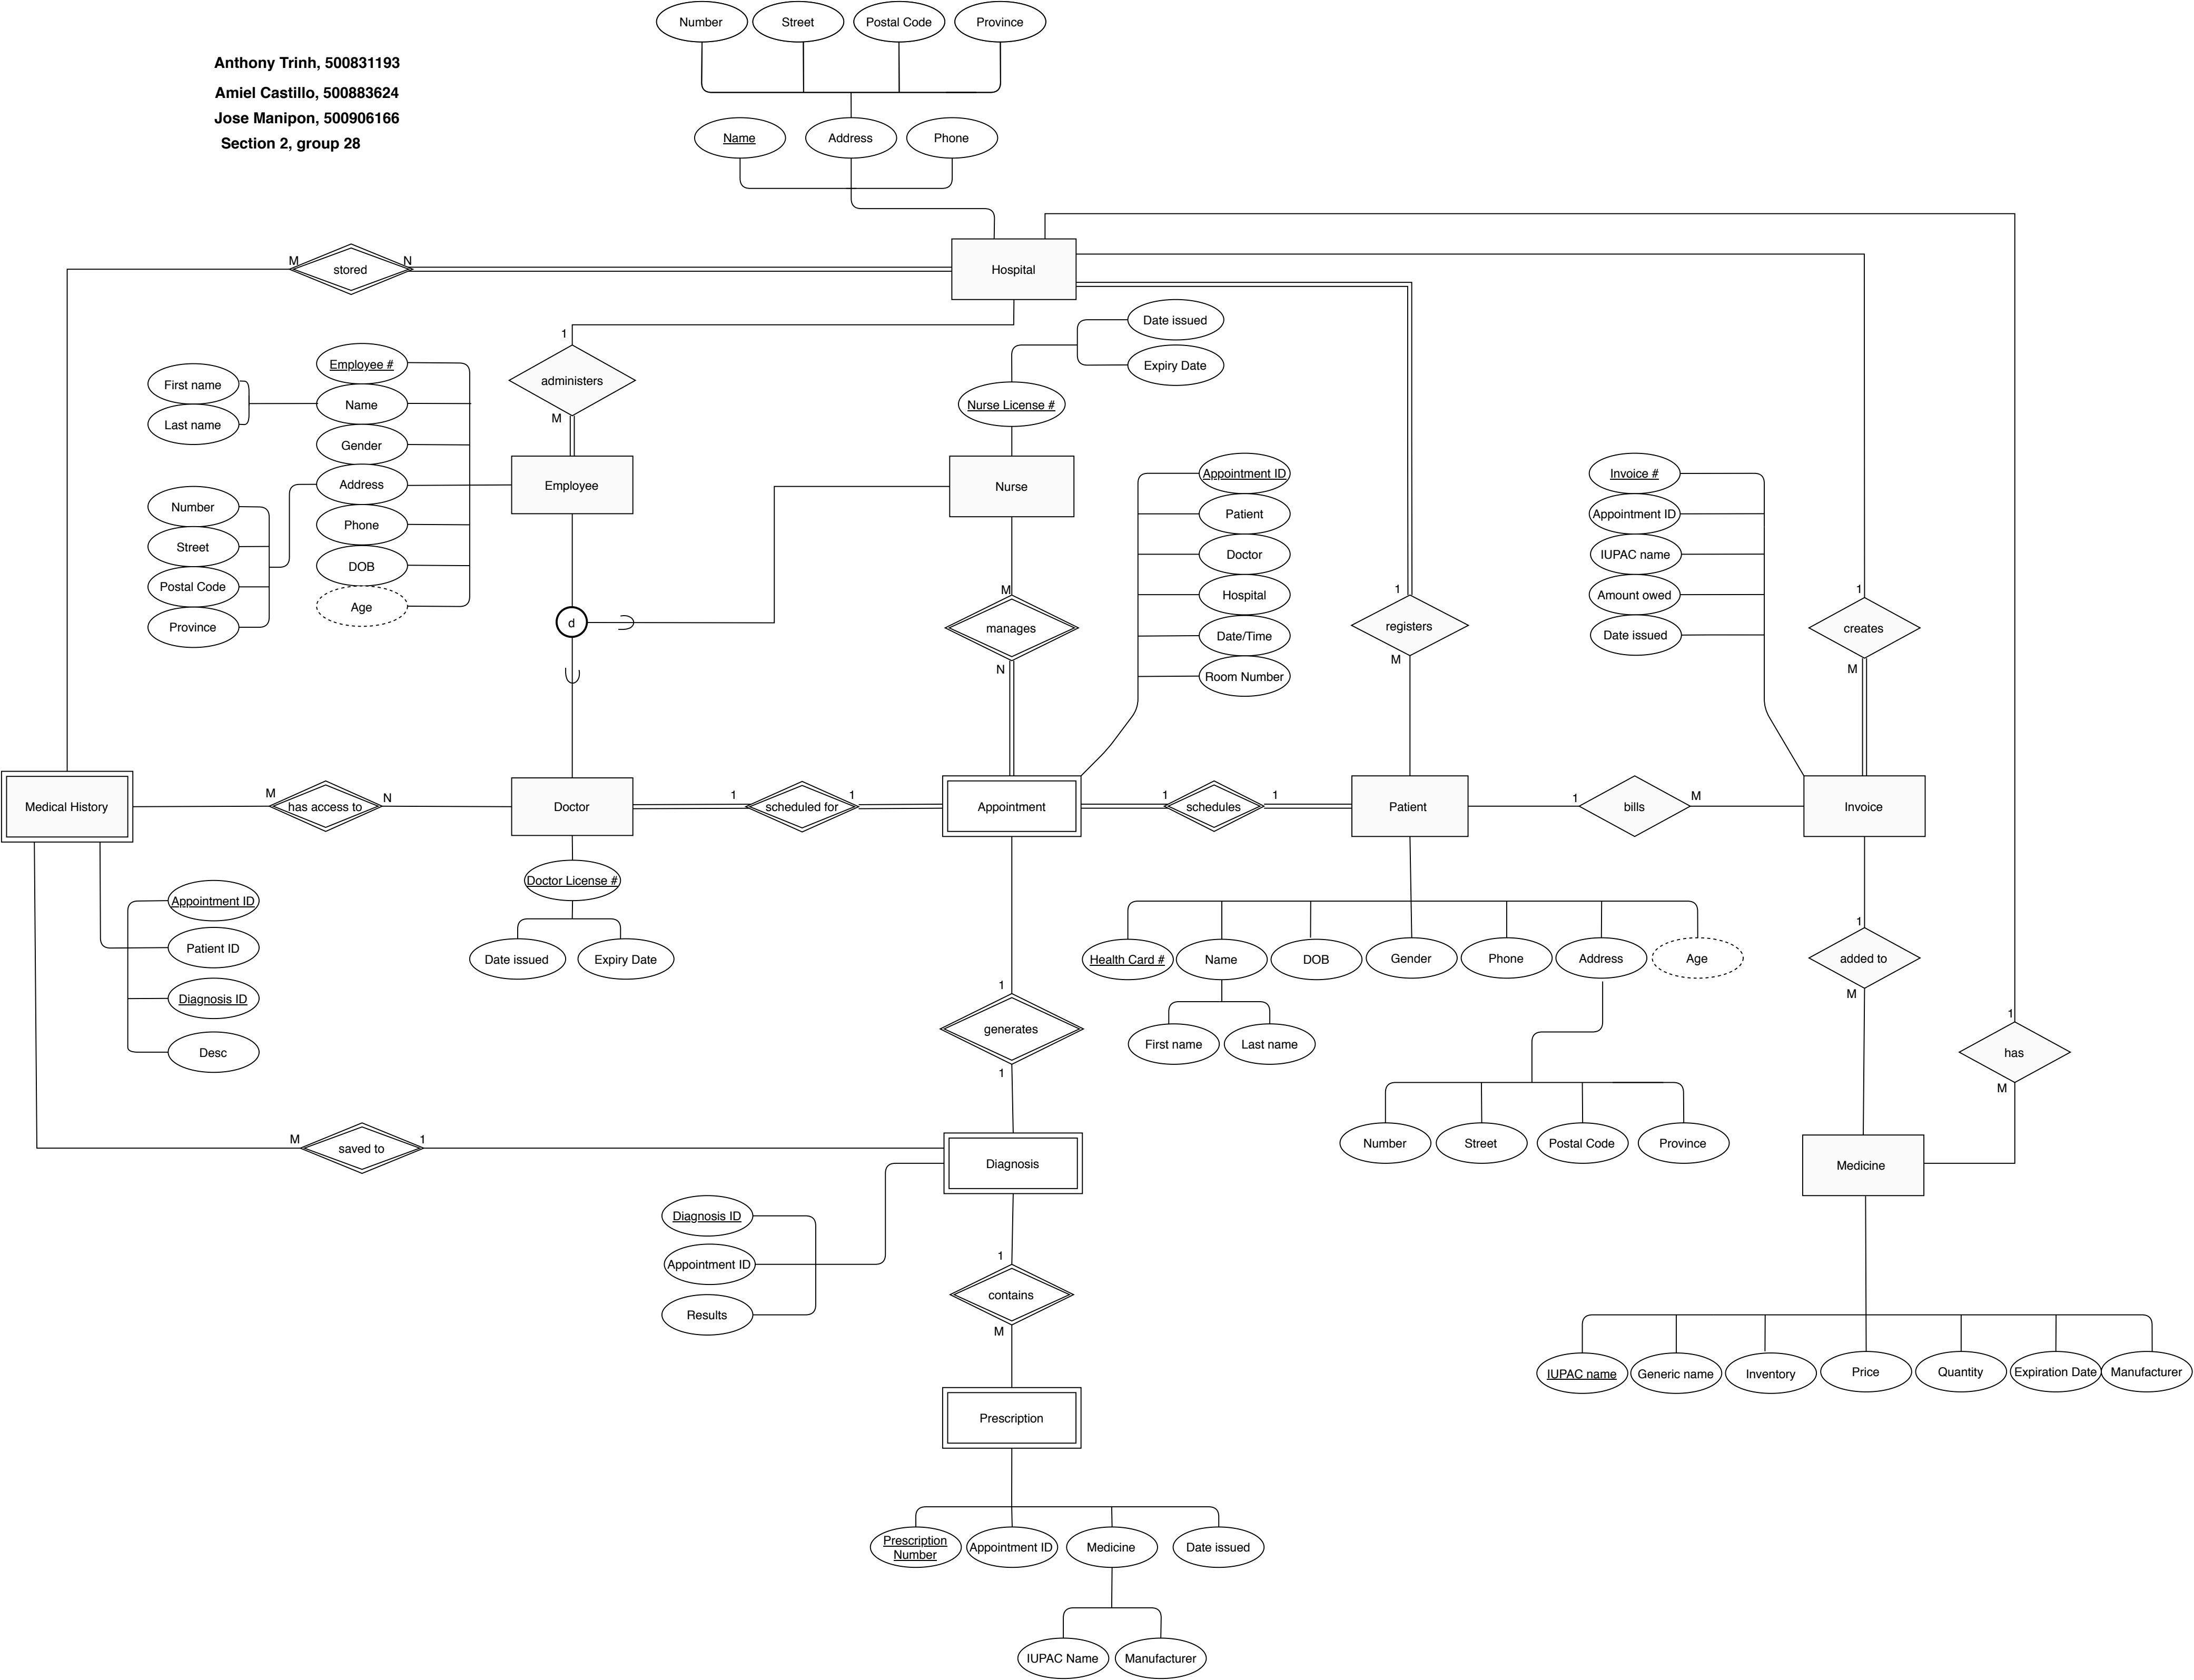 Number
Street
Postal Code
Province
Anthony Trinh, 500831193
Amiel Castillo, 500883624
Jose Manipon, 500906166
Section 2, group 28
Name
Address
Phone
M
stored
N
Hospital
1
administers
M
Date issued
Expiry Date
Nurse License #
Employee #
First name
Last name
Name
Gender
Address
Phone
DOB
Age
Number
Street
Postal Code
Province
Employee
Nurse
d
M
manages
N
Appointment ID
Patient
Doctor
Hospital
Date/Time
Room Number
1
registers
M
Invoice #
Appointment ID
IUPAC name
Amount owed
Date issued
1
creates
M
Medical History
M
has access to
N
Doctor
1
scheduled for
1
Appointment
1
schedules
1
Patient
1
bills
M
Invoice
Doctor License #
Date issued
Expiry Date
Appointment ID
Patient ID
Diagnosis ID
Desc
1
generates
1
Health Card #
Name
DOB
Gender
Phone
Address
Age
First name
Last name
Number
Street
Postal Code
Province
1
added to
M
1
has
M
M
saved to
1
Diagnosis
Medicine
Diagnosis ID
Appointment ID
Results
1
contains
M
IUPAC name
Generic name
Inventory
Price
Quantity
Expiration Date
Manufacturer
Prescription
Prescription
Number
Appointment ID
Medicine
Date issued
IUPAC Name
Manufacturer